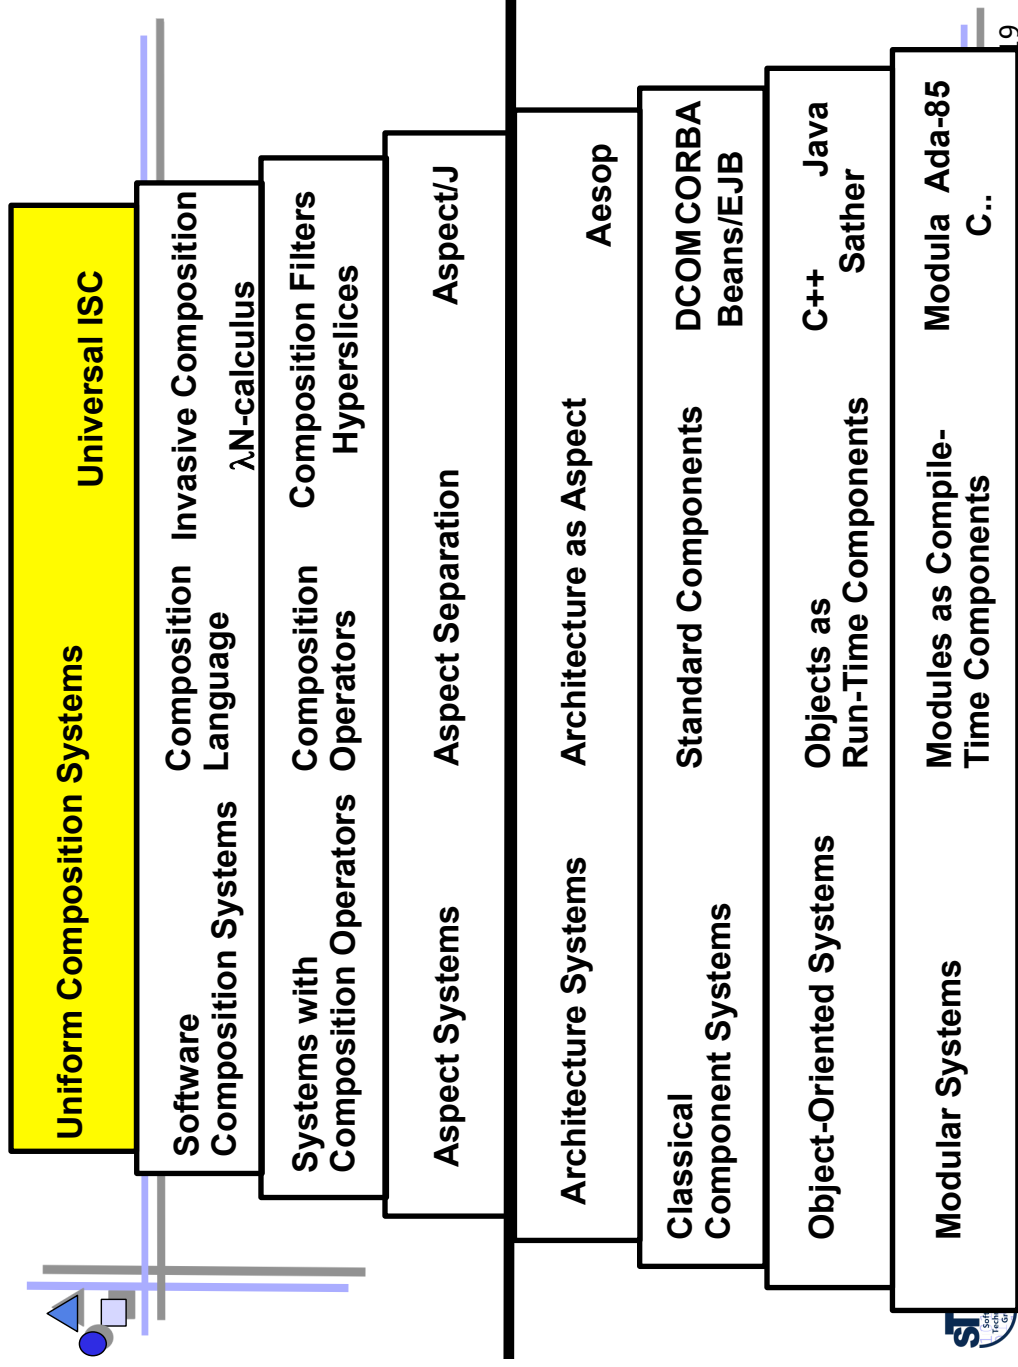 Uniform Composition Systems
Universal ISC
Software
Composition Systems
Composition
Language
Invasive Composition
λN-calculus
Systems with
Composition Operators
Composition
Operators
Composition Filters
Hyperslices
Aspect Systems
Aspect Separation
Aspect/J
Architecture Systems
Architecture as Aspect
Aesop
Classical
Component Systems
Standard Components
DCOM CORBA
Beans/EJB
Object-Oriented Systems
Objects as
Run-Time Components
C++ Java
Sather
Modular Systems
Modules as Compile-
Time Components
Modula Ada-85
C..
ST